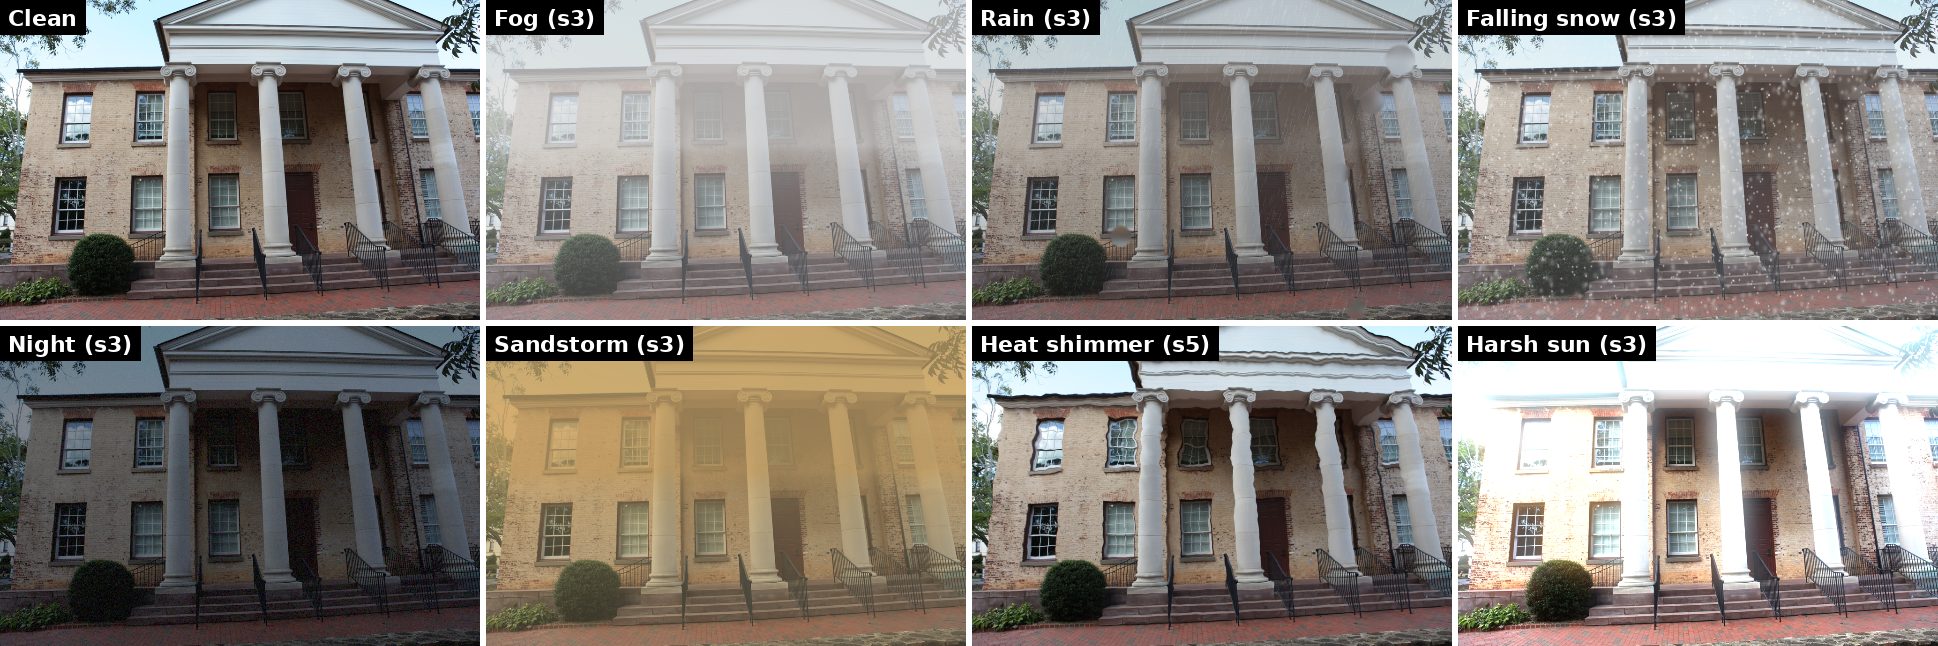 Clean
Fog (s3)
Rain (s3)
Falling snow (s3)
Night (s3)
Sandstorm (s3)
Heat shimmer (s5)
Harsh sun (s3)